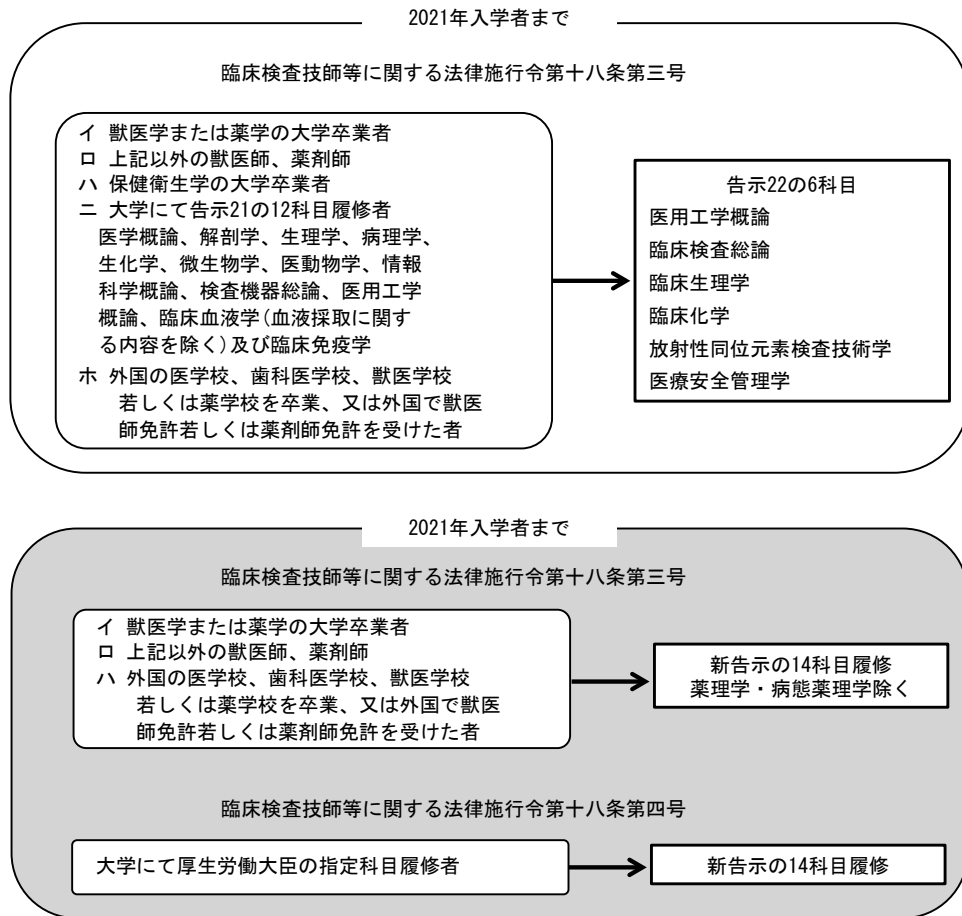 2021年入学者まで
臨床検査技師等に関する法律施行令第十八条第三号
イ 獣医学または薬学の大学卒業者
ロ 上記以外の獣医師、薬剤師
ハ 保健衛生学の大学卒業者
ニ 大学にて告示21の12科目履修者
医学概論、解剖学、生理学、病理学、
生化学、微生物学、医動物学、情報
科学概論、検査機器総論、医用工学
概論、臨床血液学(血液採取に関す
る内容を除く)及び臨床免疫学
ホ 外国の医学校、歯科医学校、獣医学校
若しくは薬学校を卒業、又は外国で獣医
師免許若しくは薬剤師免許を受けた者
告示22の6科目
医用工学概論
臨床検査総論
臨床生理学
臨床化学
放射性同位元素検査技術学
医療安全管理学
2021年入学者まで
臨床検査技師等に関する法律施行令第十八条第三号
イ 獣医学または薬学の大学卒業者
ロ 上記以外の獣医師、薬剤師
ハ 外国の医学校、歯科医学校、獣医学校
若しくは薬学校を卒業、又は外国で獣医
師免許若しくは薬剤師免許を受けた者
新告示の14科目履修
薬理学・病態薬理学除く
臨床検査技師等に関する法律施行令第十八条第四号
大学にて厚生労働大臣の指定科目履修者
新告示の14科目履修